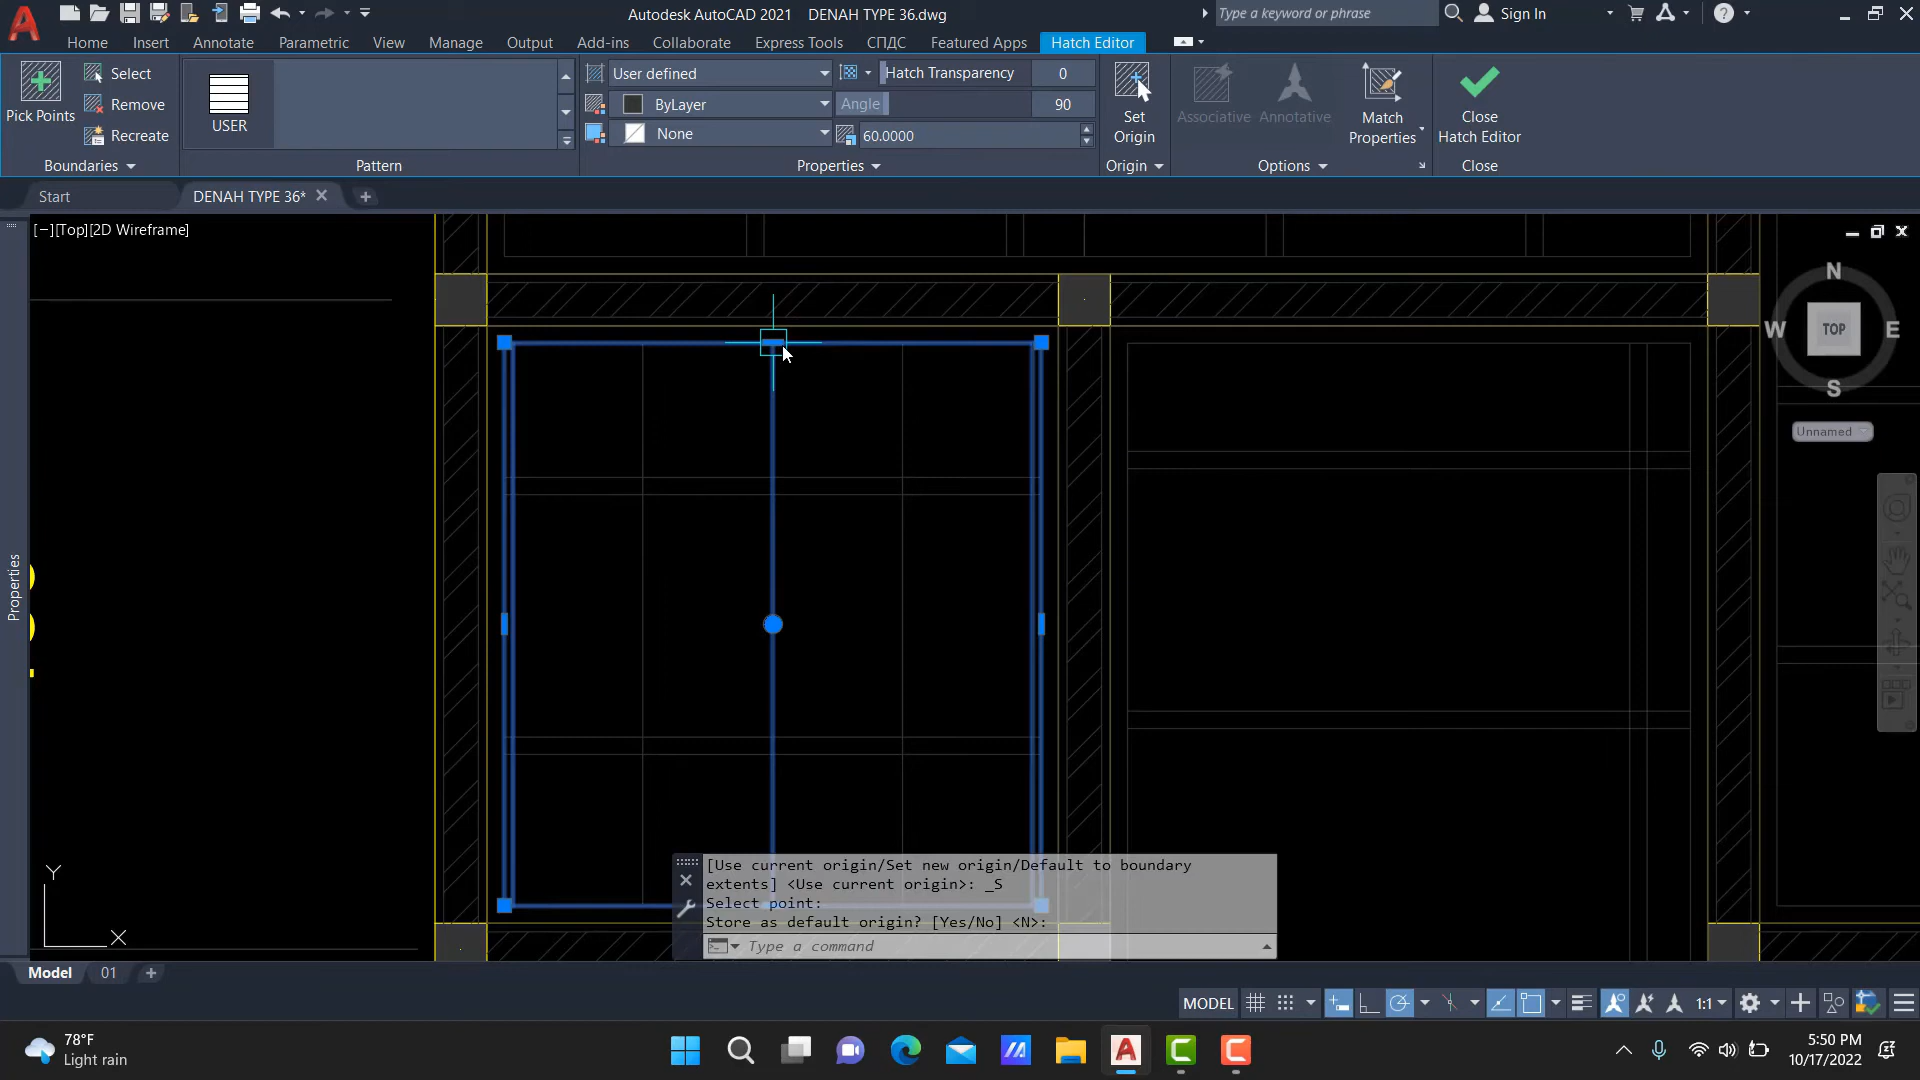 Autodesk AutoCAD 2021 DENAH TYPE 36.dwg
Type a keyword or phrase
Sign In
Home Insert Annotate Parametric View Manage Output Add-ins Collaborate Express Tools СПДС Featured Apps Hatch Editor
Pick Points
Select
Remove
Recreate
Boundaries
USER
Pattern
User defined
ByLayer
None
Hatch Transparency 0
Angle 90
60.0000
Properties
Set
Origin
Origin
Associative
Annotative
Match
Properties
Options
Close
Hatch Editor
Close
Start
DENAH TYPE 36*
[−][Top][2D Wireframe]
N
W
TOP
E
S
Unnamed
Properties
Y
X
[Use current origin/Set new origin/Default to boundary
extents] <Use current origin>: _S
Select point:
Store as default origin? [Yes/No] <N>:
Type a command
Model 01
MODEL
1:1
78°F
Light rain
5:50 PM
10/17/2022